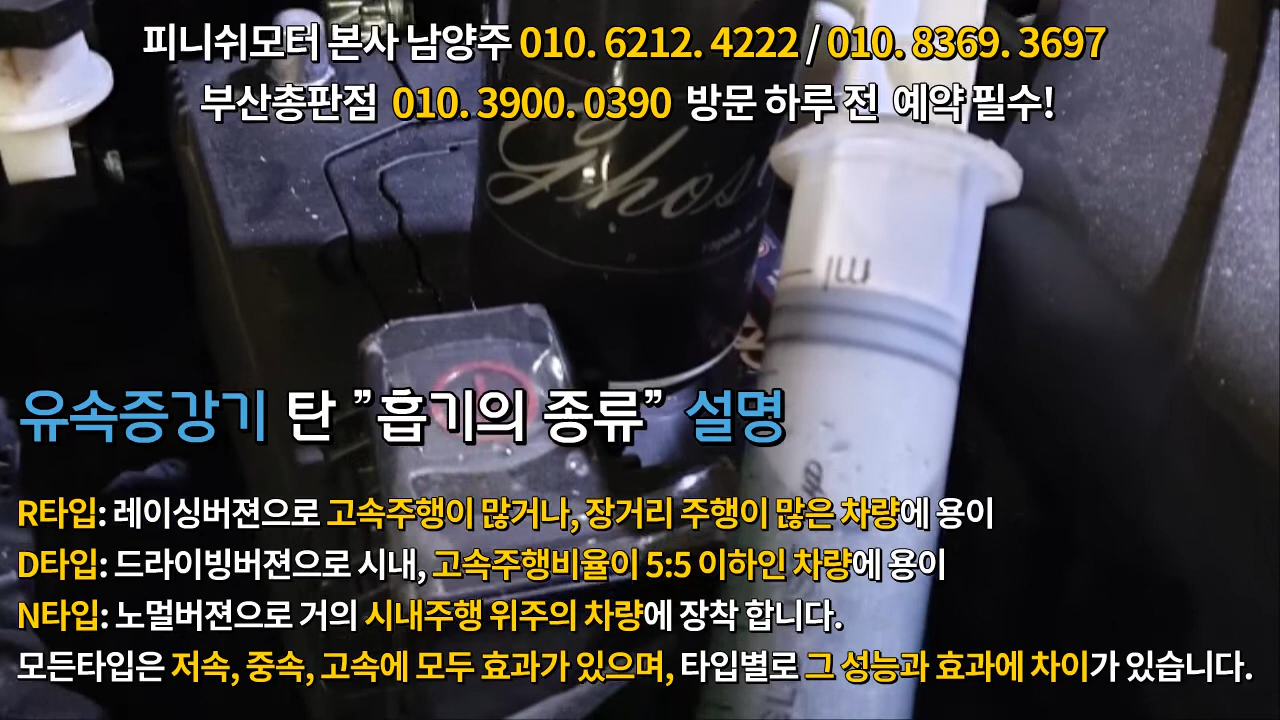 피니쉬모터 본사 남양주 010. 6212. 4222 / 010. 8369. 3697
부산총판점 010. 3900. 0390 방문 하루 전 예약 필수!
Ghost
ml
유속증강기 탄 ”흡기의 종류” 설명
R타입: 레이싱버젼으로 고속주행이 많거나, 장거리 주행이 많은 차량에 용이
D타입: 드라이빙버젼으로 시내, 고속주행비율이 5:5 이하인 차량에 용이
N타입: 노멀버젼으로 거의 시내주행 위주의 차량에 장착 합니다.
모든타입은 저속, 중속, 고속에 모두 효과가 있으며, 타입별로 그 성능과 효과에 차이가 있습니다.